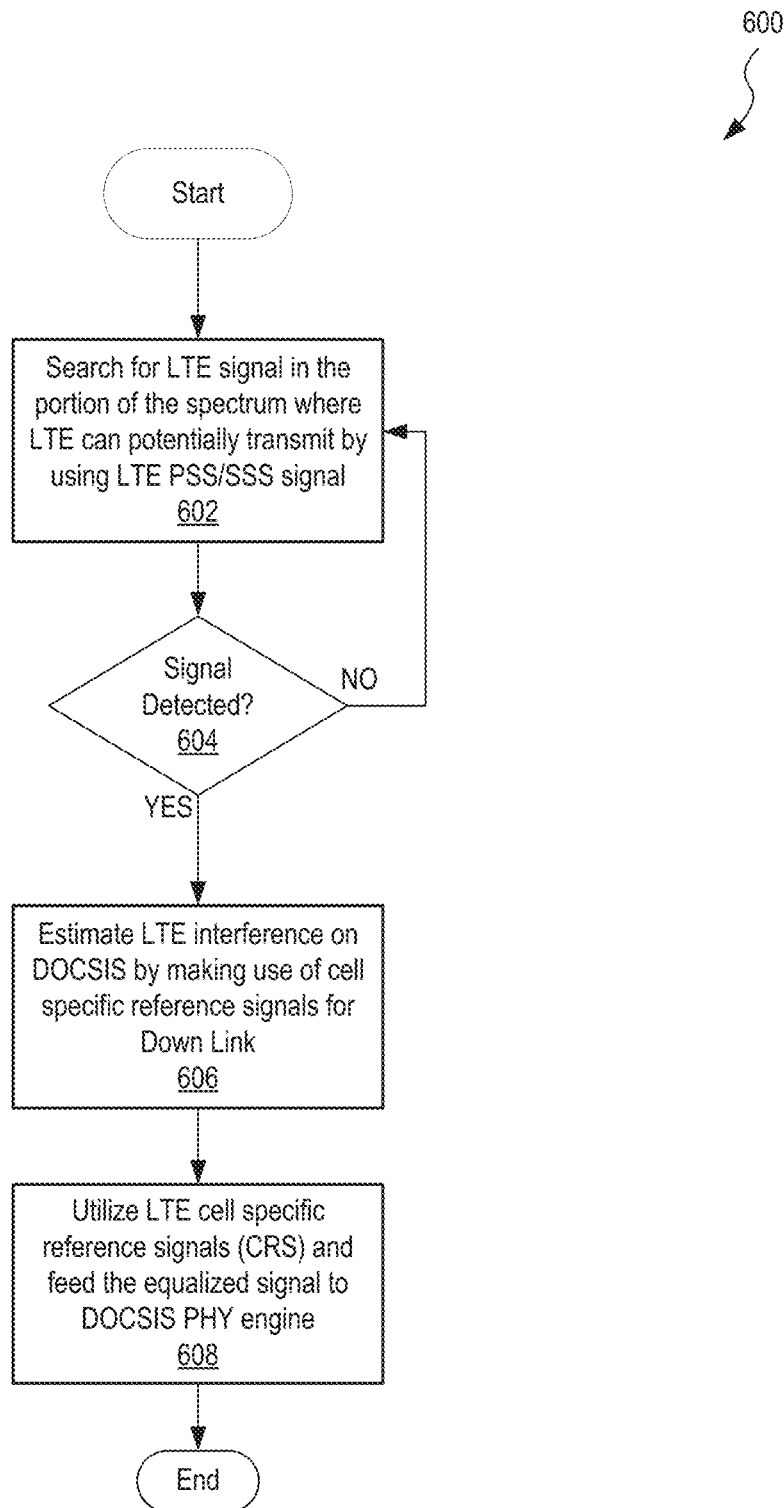 600
Start
Search for LTE signal in the
portion of the spectrum where
LTE can potentially transmit by
using LTE PSS/SSS signal
602
Signal
Detected?
604
NO
YES
Estimate LTE interference on
DOCSIS by making use of cell
specific reference signals for
Down Link
606
Utilize LTE cell specific
reference signals (CRS) and
feed the equalized signal to
DOCSIS PHY engine
608
End